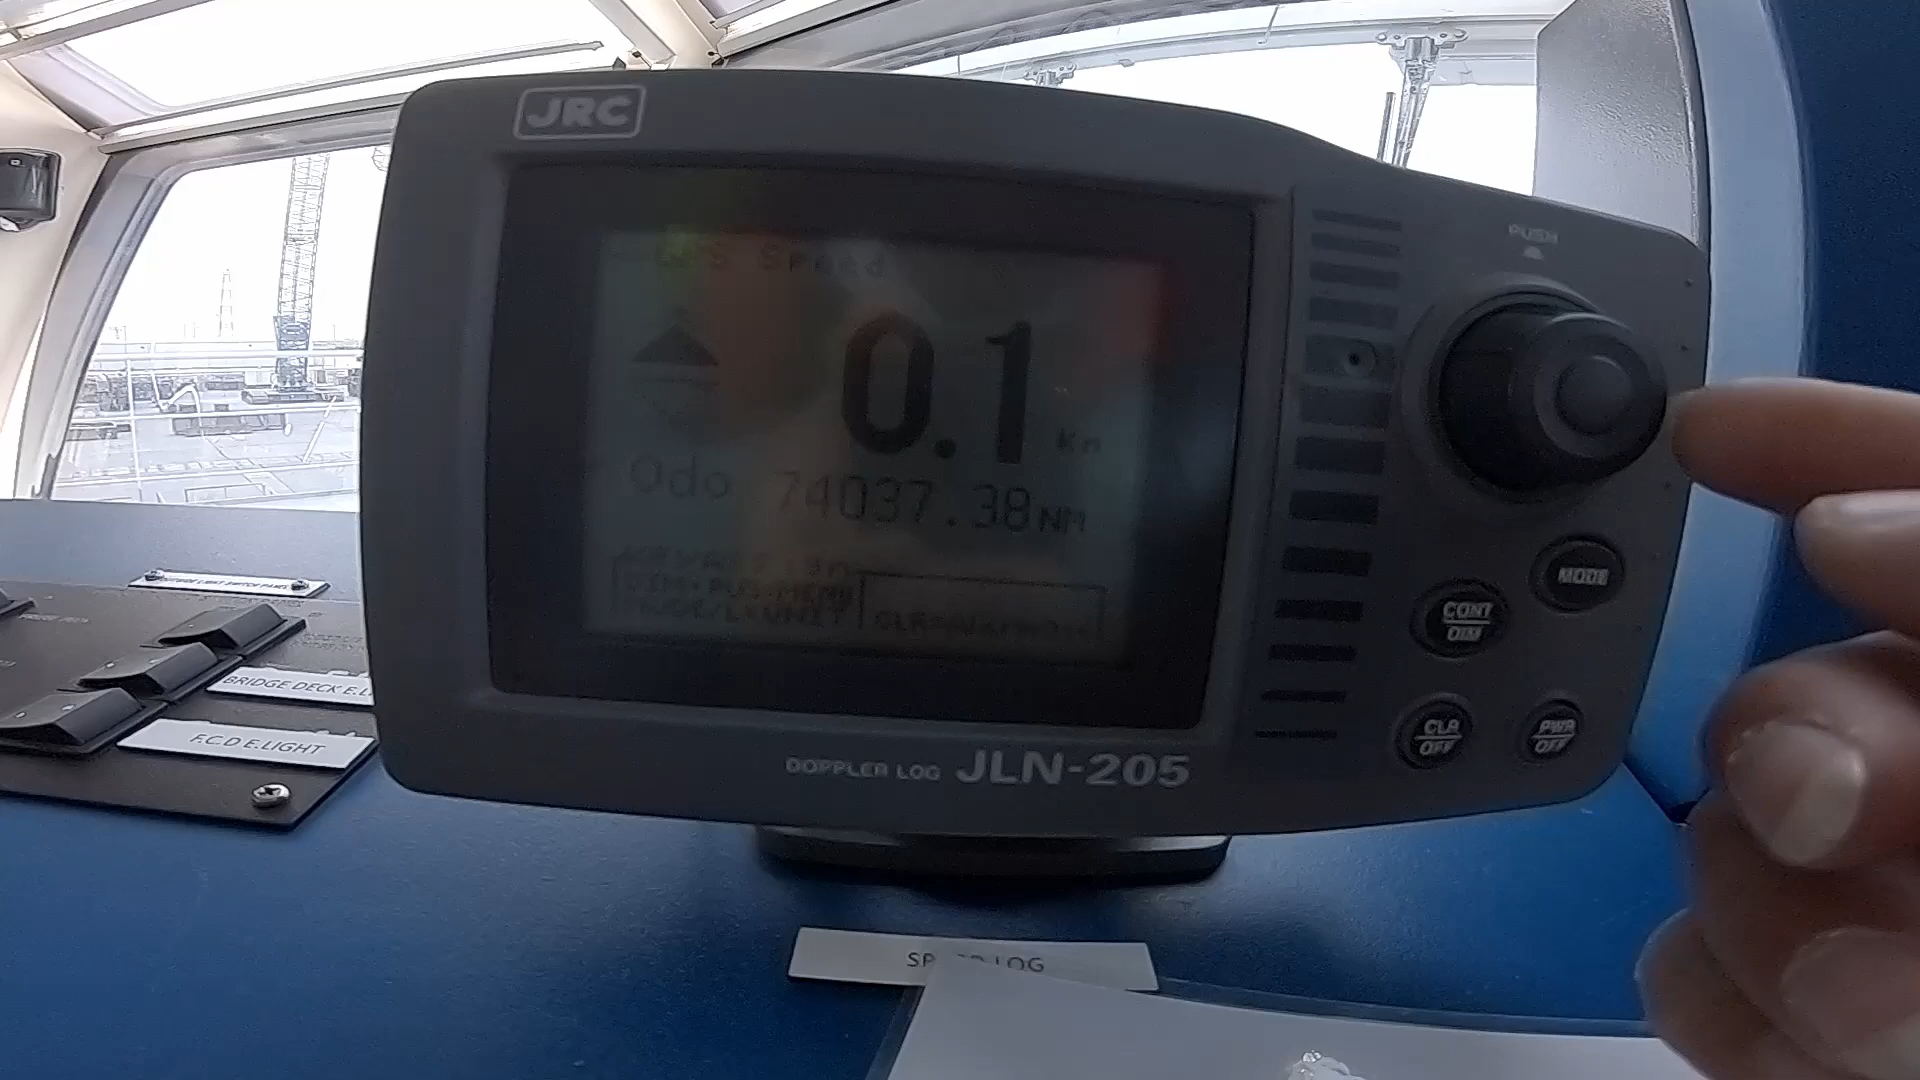 JRC
PUSH
W/S Speed
0.1 kn
Odo 74037.38NM
MODE
CONT
DIM
CLR
OFF
PWR
OFF
DOPPLER LOG JLN-205
BRIDGE DECK E.L
F.C.D E.LIGHT
LOG